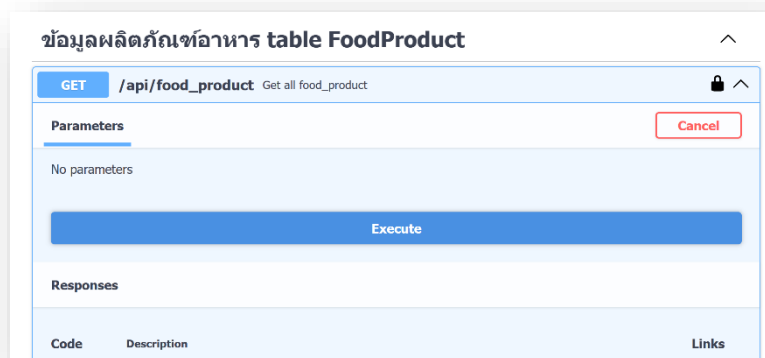 ข้อมูลผลิตภัณฑ์อาหาร table FoodProduct
GET /api/food_product Get all food_product
Parameters Cancel
No parameters
Execute
Responses
Code Description Links